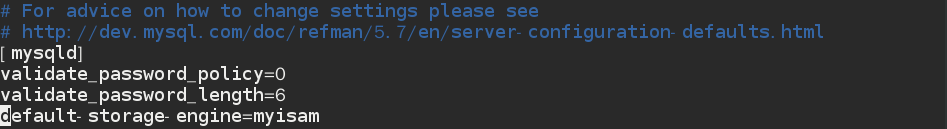 # For advice on how to change settings please see
# http://dev.mysql.com/doc/refman/5.7/en/server-configuration-defaults.html
[mysqld]
validate_password_policy=0
validate_password_length=6
default-storage-engine=myisam